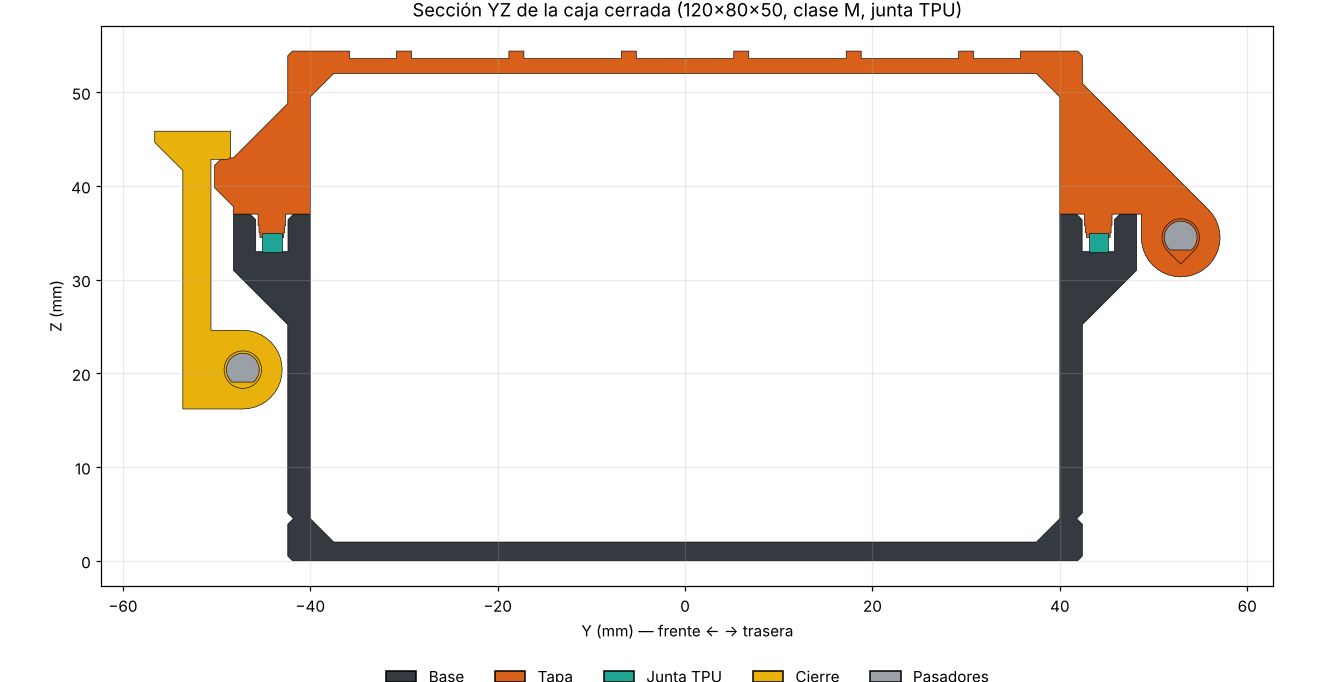 Sección YZ de la caja cerrada (120×80×50, clase M, junta TPU)
50
40
30
20
10
0
Z (mm)
−60 −40 −20 0 20 40 60
Y (mm) — frente ← → trasera
Base Tapa Junta TPU Cierre Pasadores